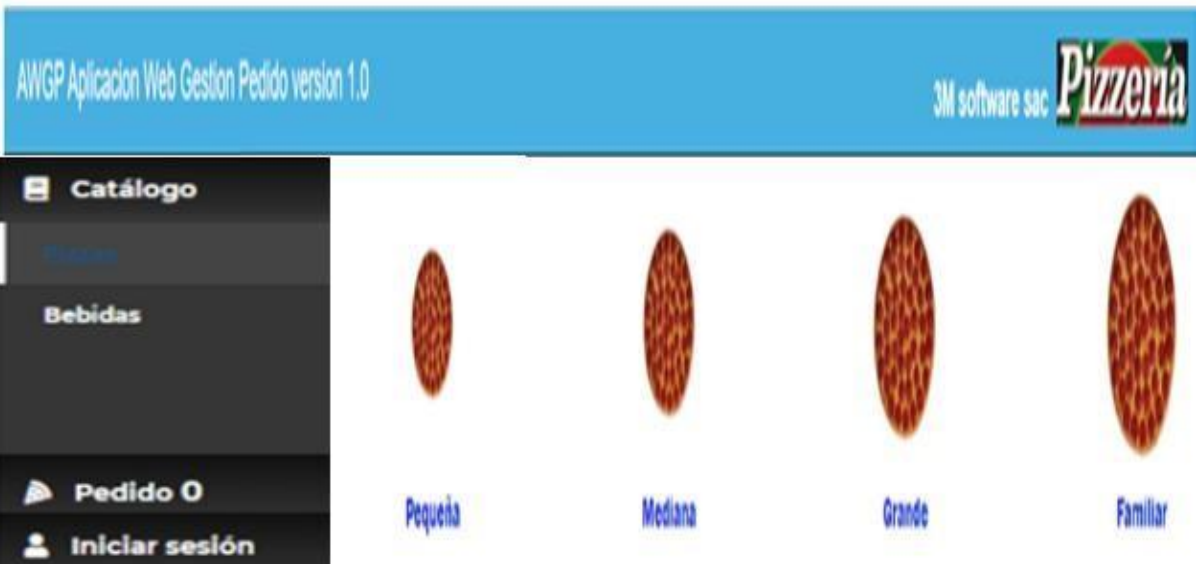 AWGP Aplicacion Web Gestion Pedido version 1.0
3M software sac Pizzería
Catálogo
Pizzas
Bebidas
Pedido 0
Iniciar sesión
Pequeña
Mediana
Grande
Familiar